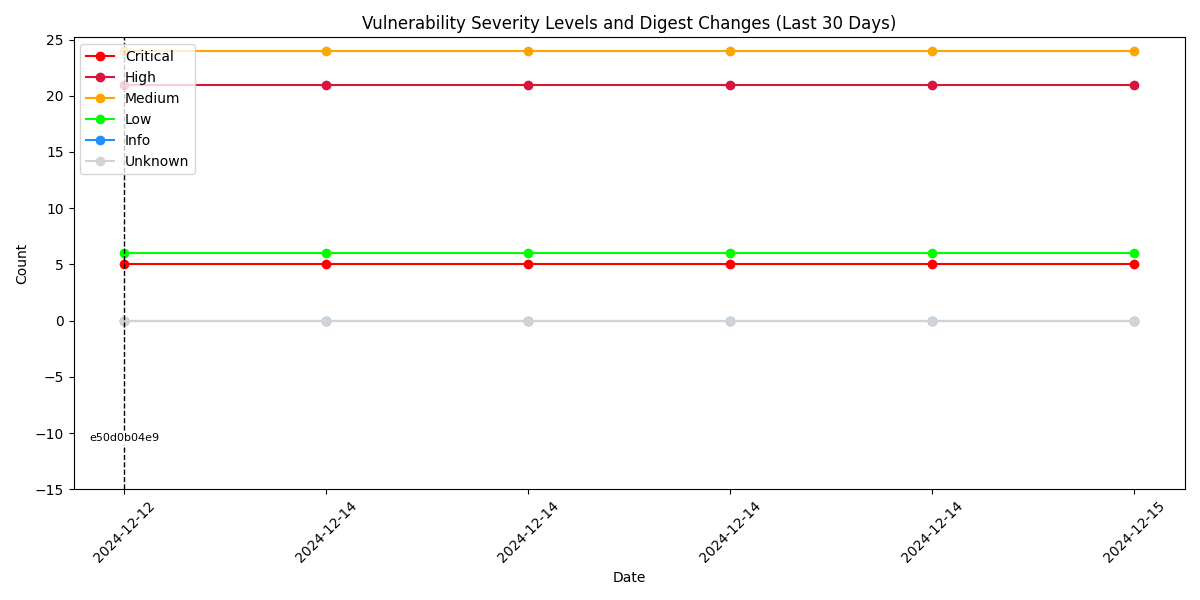 Vulnerability Severity Levels and Digest Changes (Last 30 Days)
25
20
15
10
5
0
−5
−10
−15
Count
Critical
High
Medium
Low
Info
Unknown
e50d0b04e9
2024-12-12
2024-12-14
2024-12-14
2024-12-14
2024-12-14
2024-12-15
Date